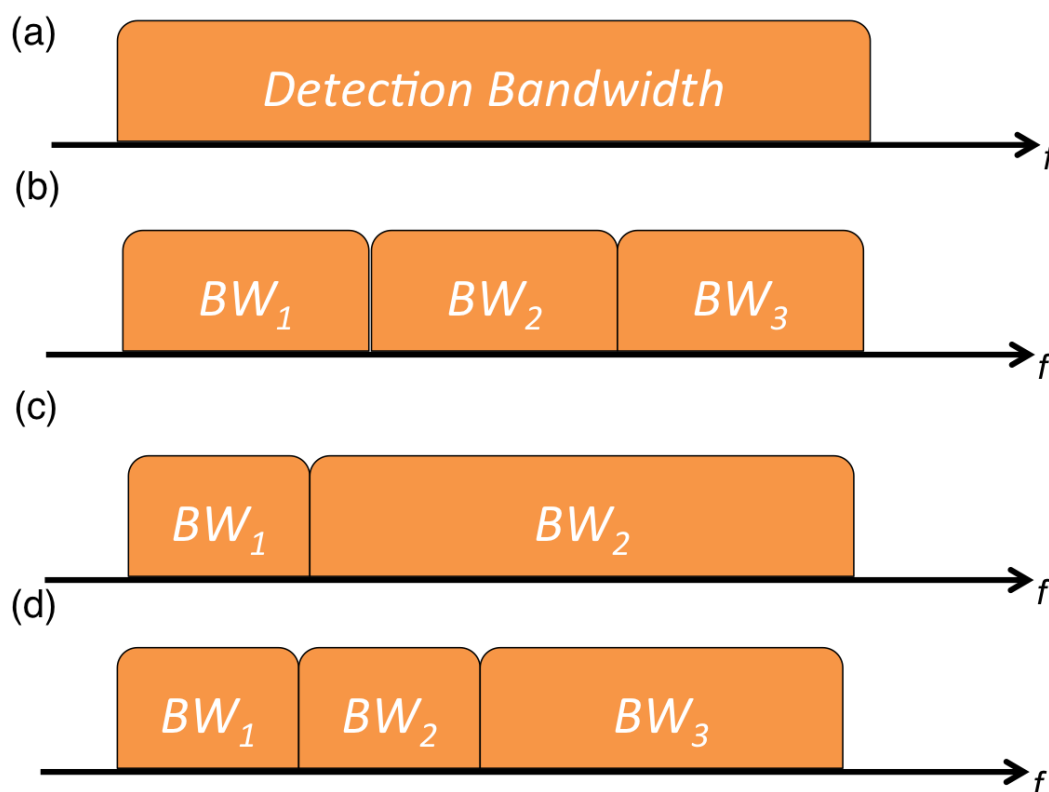 (a)
Detection Bandwidth
f
(b)
BW1 BW2 BW3
f
(c)
BW1 BW2
f
(d)
BW1 BW2 BW3
f